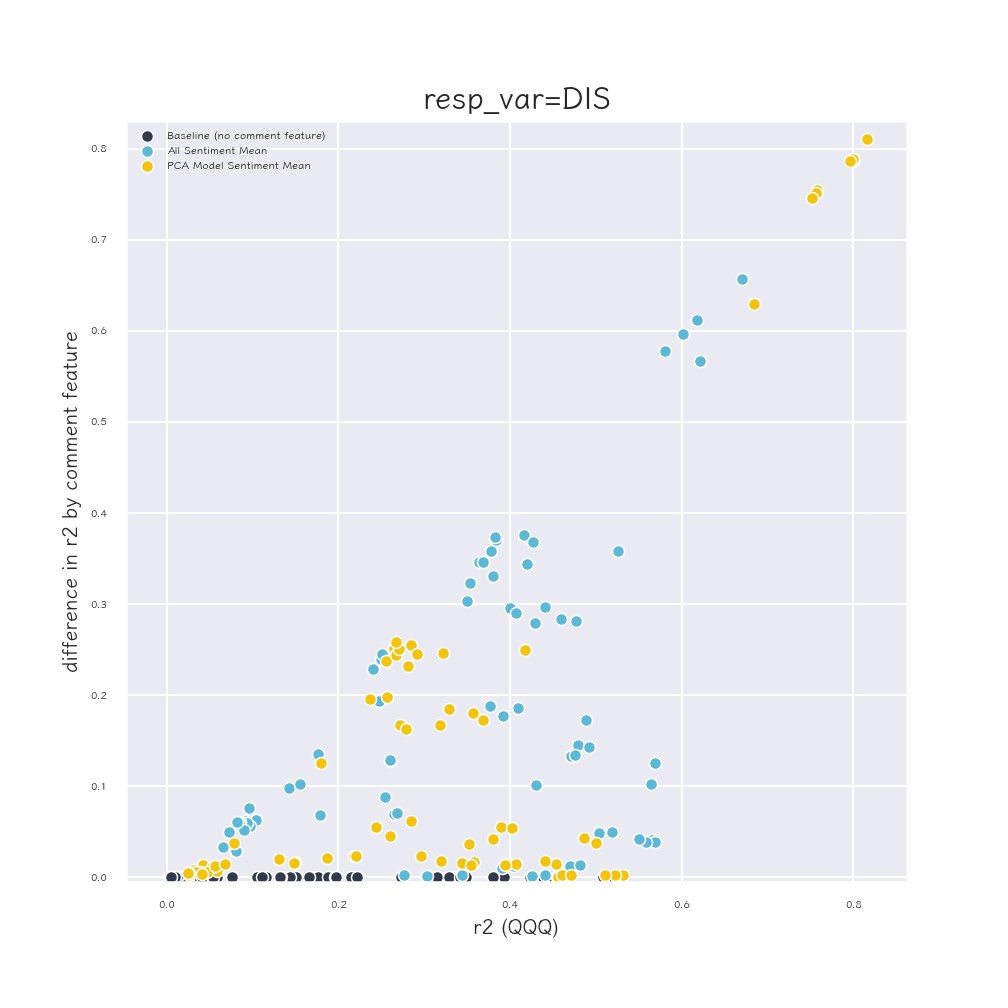 resp_var=DIS
Baseline (no comment feature)
All Sentiment Mean
PCA Model Sentiment Mean
difference in r2 by comment feature
0.8
0.7
0.6
0.5
0.4
0.3
0.2
0.1
0.0
0.0 0.2 0.4 0.6 0.8
r2 (QQQ)